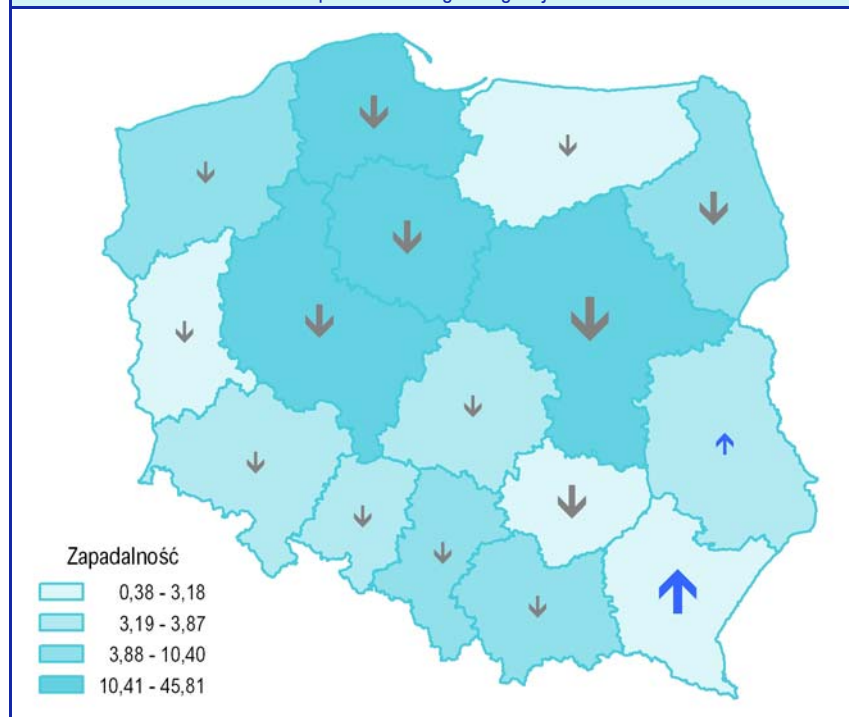 Zapadalność
0,38 - 3,18
3,19 - 3,87
3,88 - 10,40
10,41 - 45,81